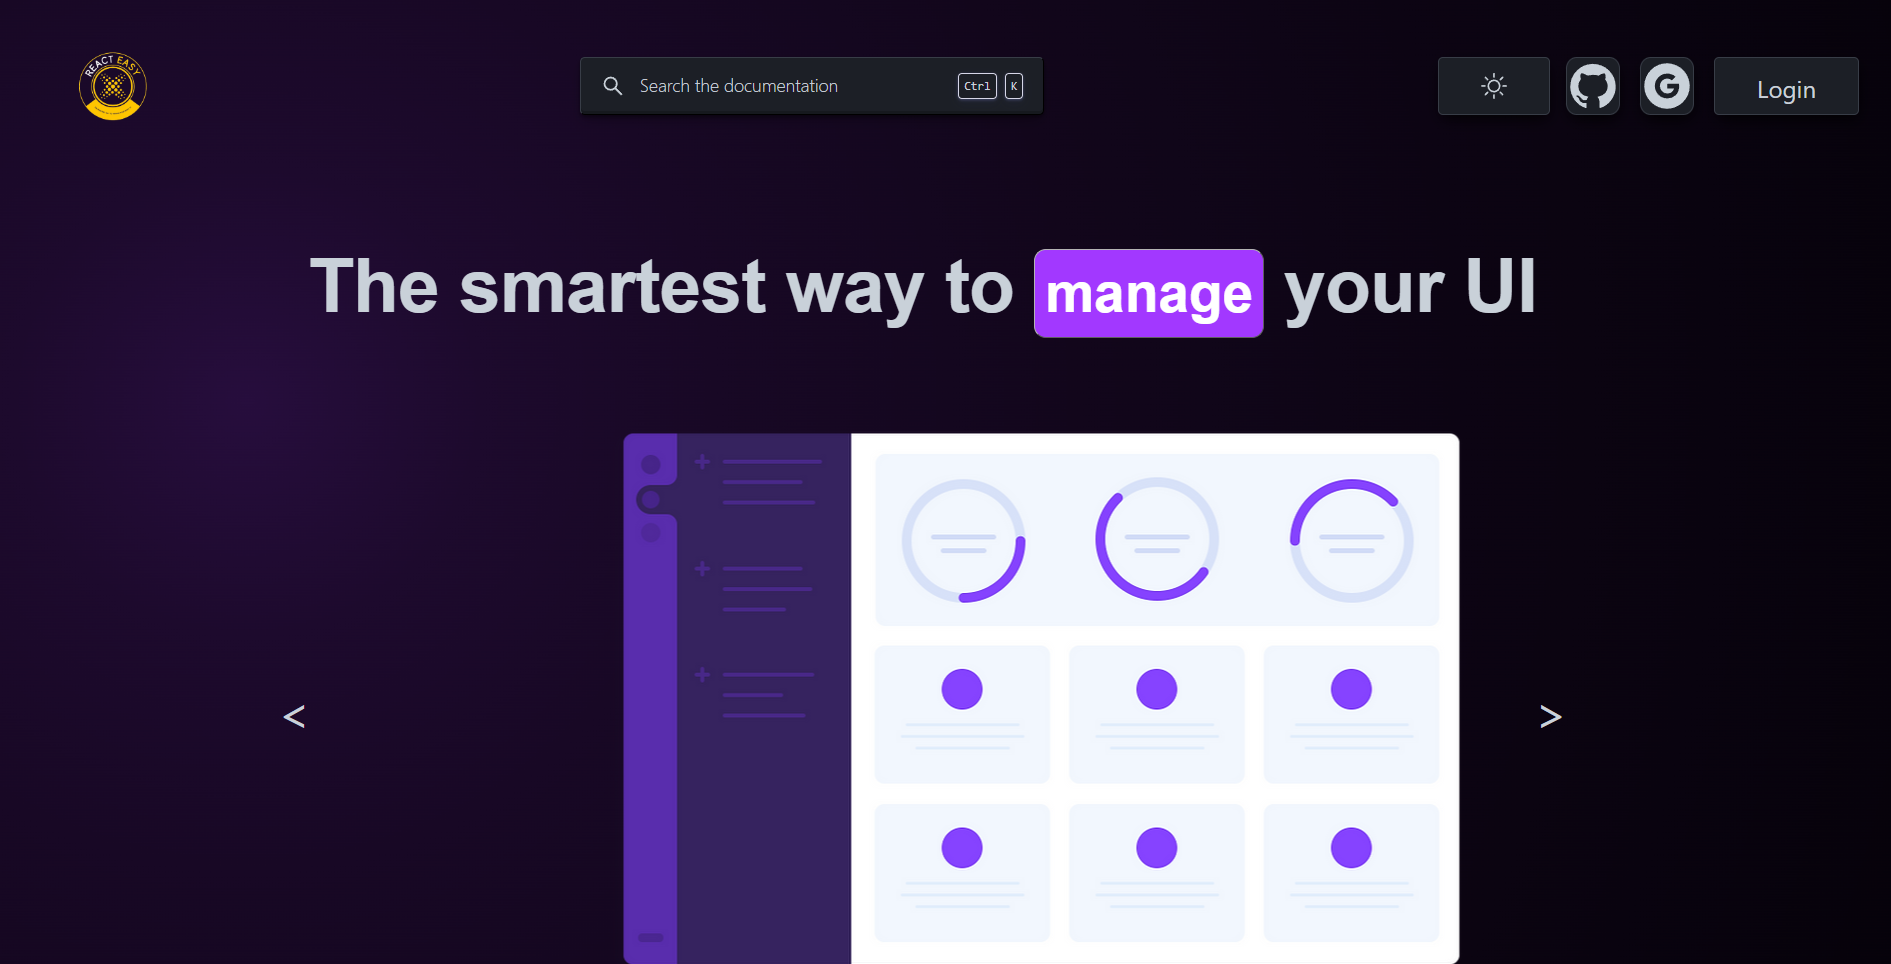 REACT EASY
Search the documentation
Ctrl K
G
Login
The smartest way to manage your UI
< >